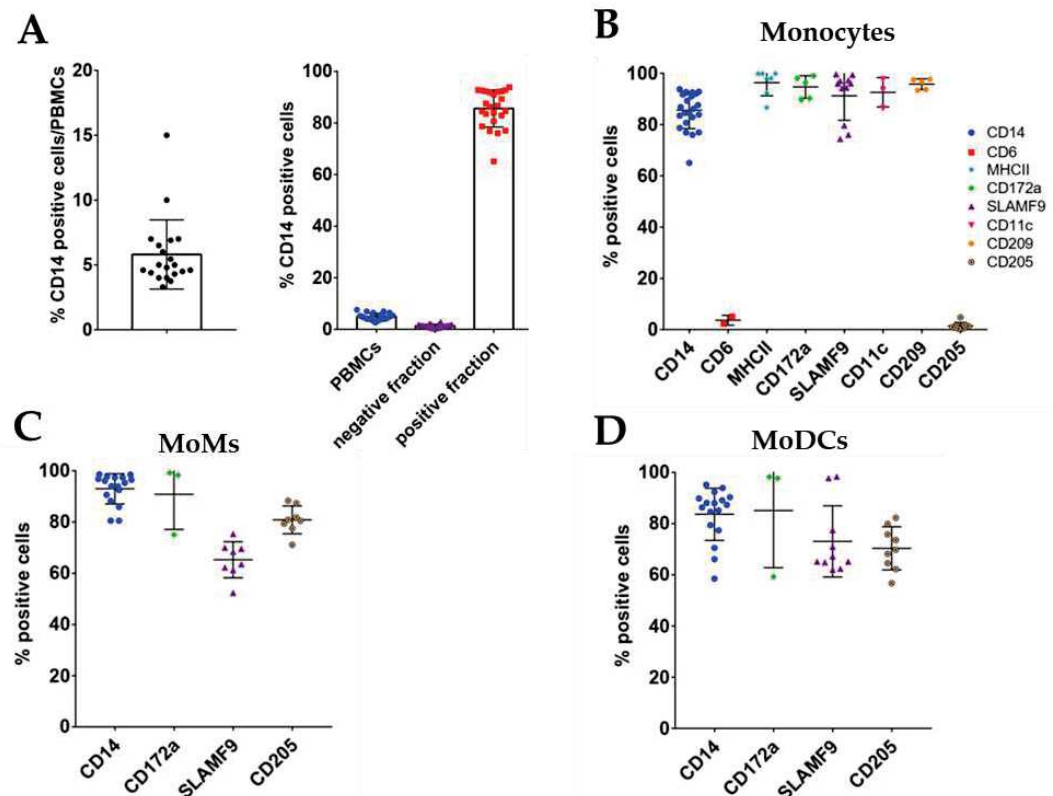 A
% CD14 positive cells/PBMCs
20
15
10
5
0
% CD14 positive cells
100
80
60
40
20
0
PBMCs
negative fraction
positive fraction
B
Monocytes
% positive cells
100
80
60
40
20
0
CD14
CD6
MHCII
CD172a
SLAMF9
CD11c
CD209
CD205
CD14
CD6
MHCII
CD172a
SLAMF9
CD11c
CD209
CD205
C
MoMs
% positive cells
100
80
60
40
20
0
CD14
CD172a
SLAMF9
CD205
D
MoDCs
% positive cells
100
80
60
40
20
0
CD14
CD172a
SLAMF9
CD205